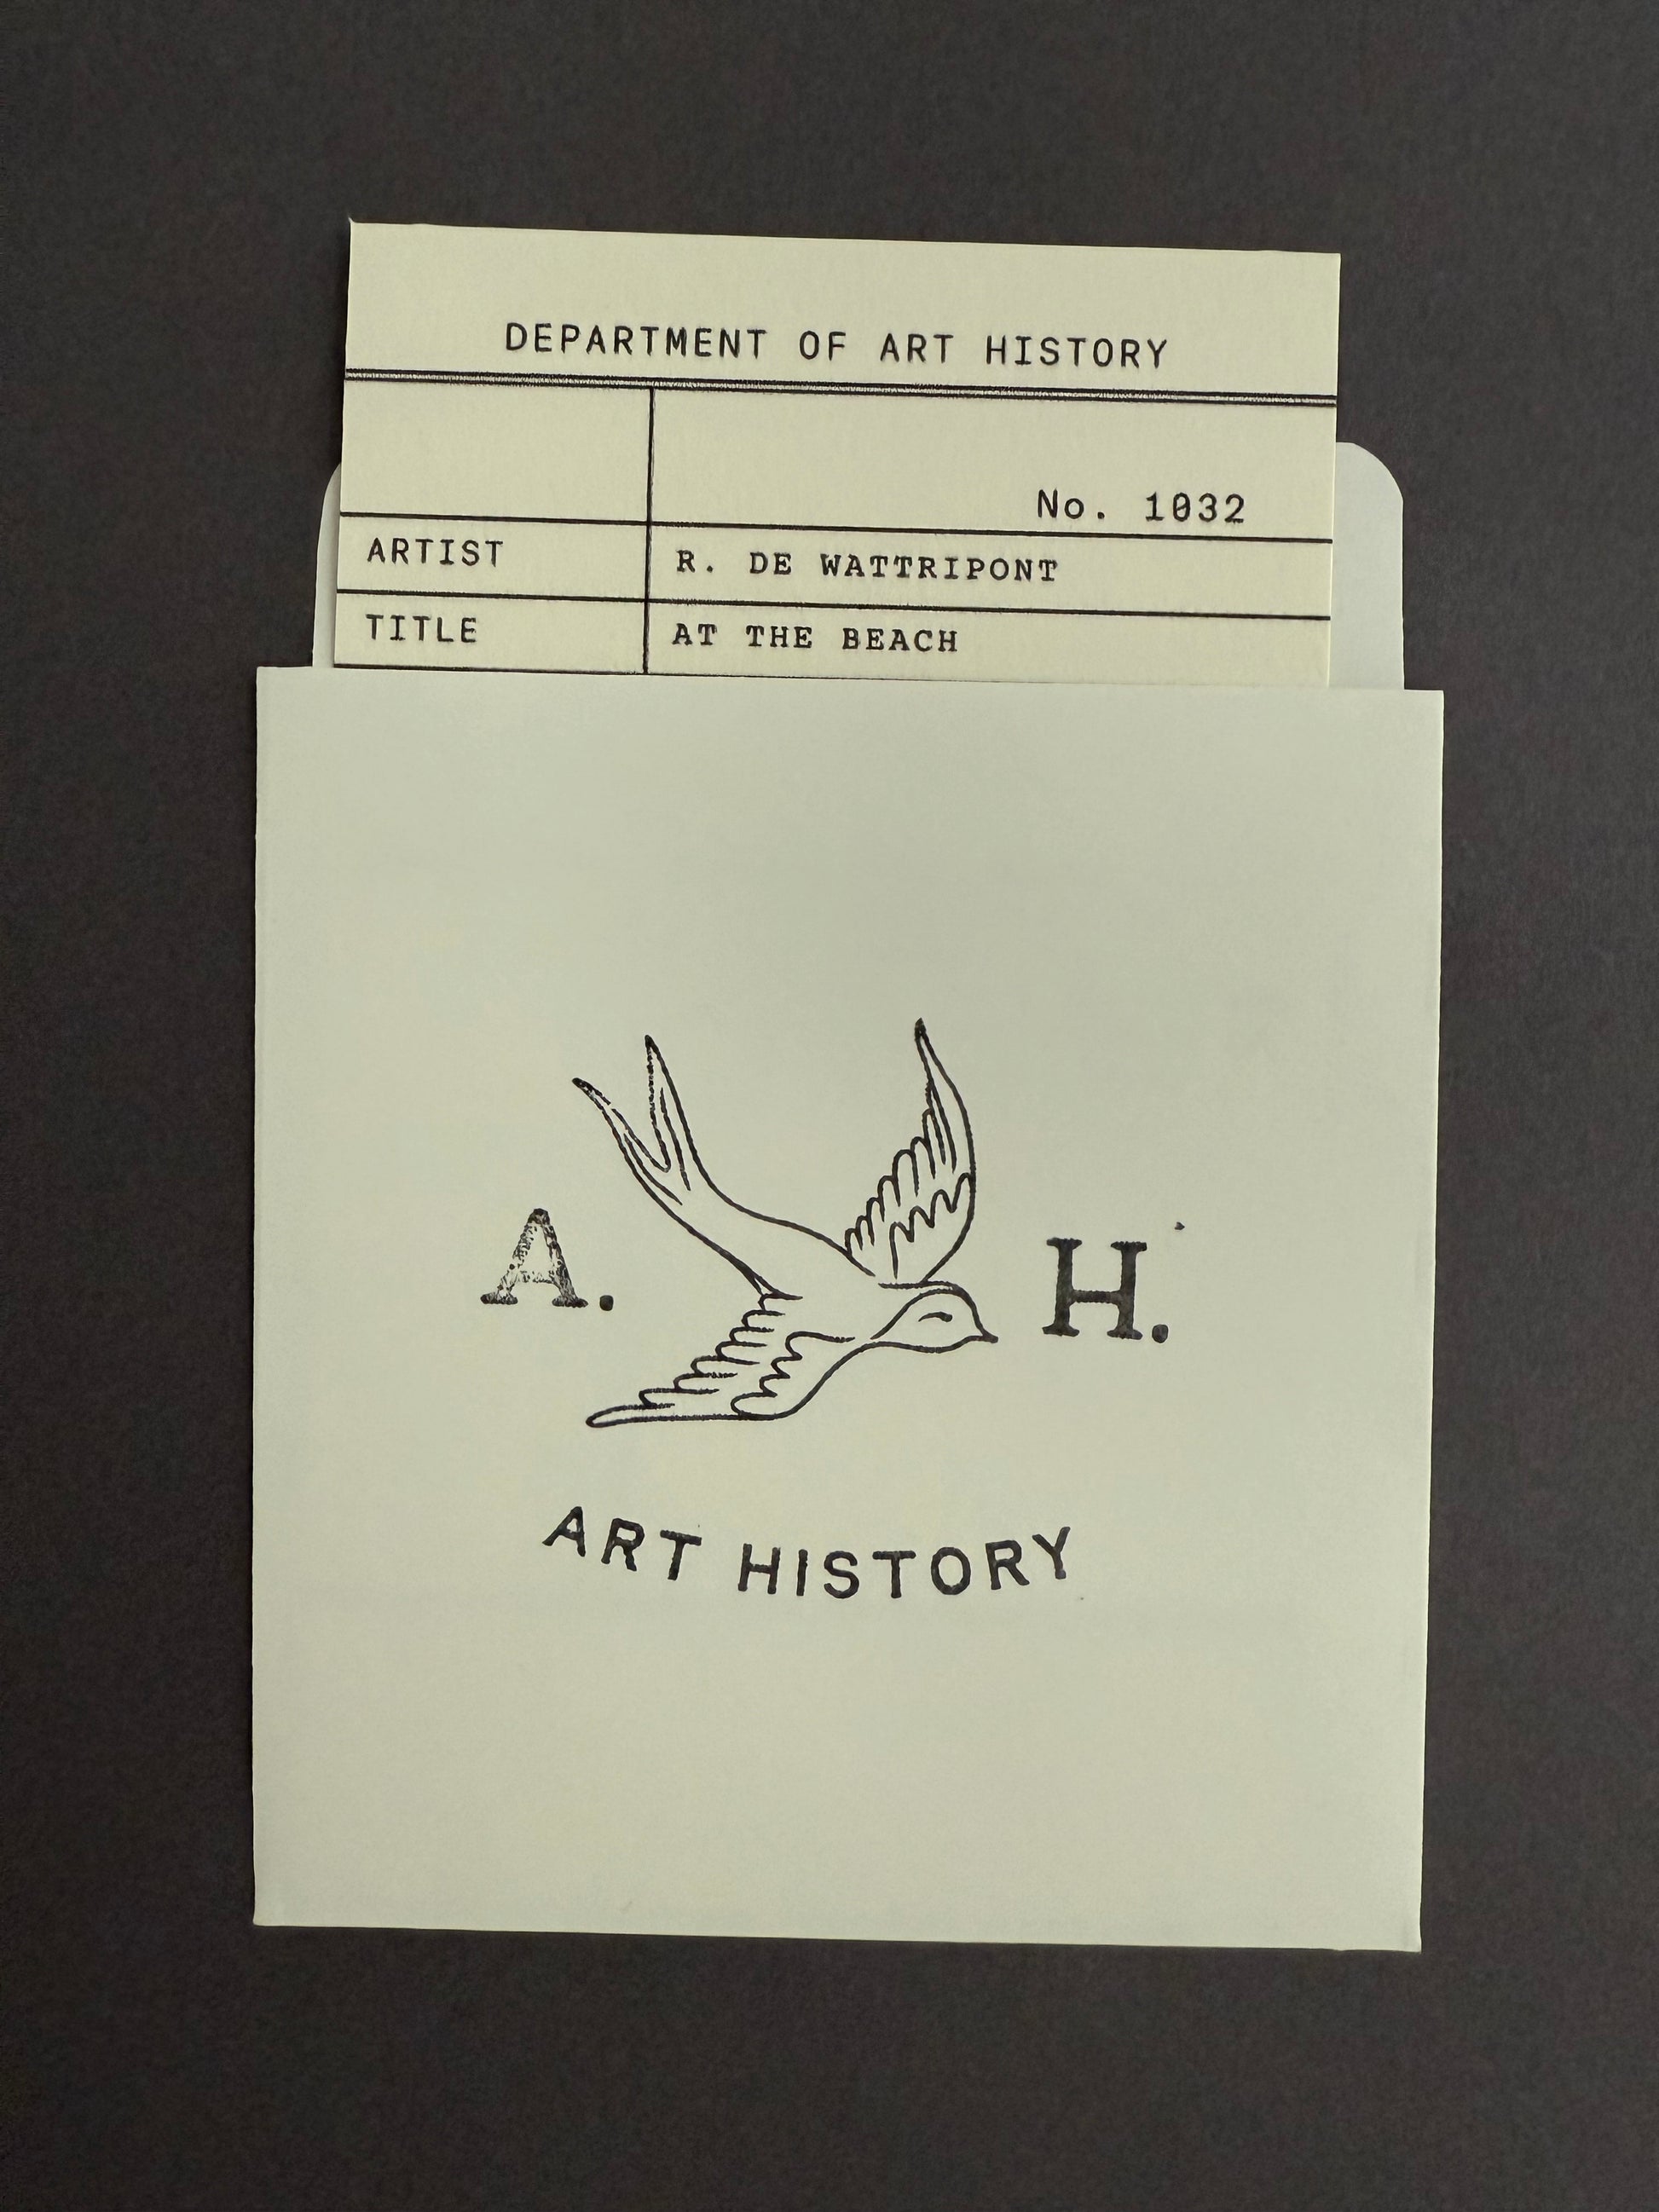 DEPARTMENT OF ART HISTORY
No. 1032
ARTIST R. DE WATTRIPONT
TITLE AT THE BEACH
A. H.
ART HISTORY